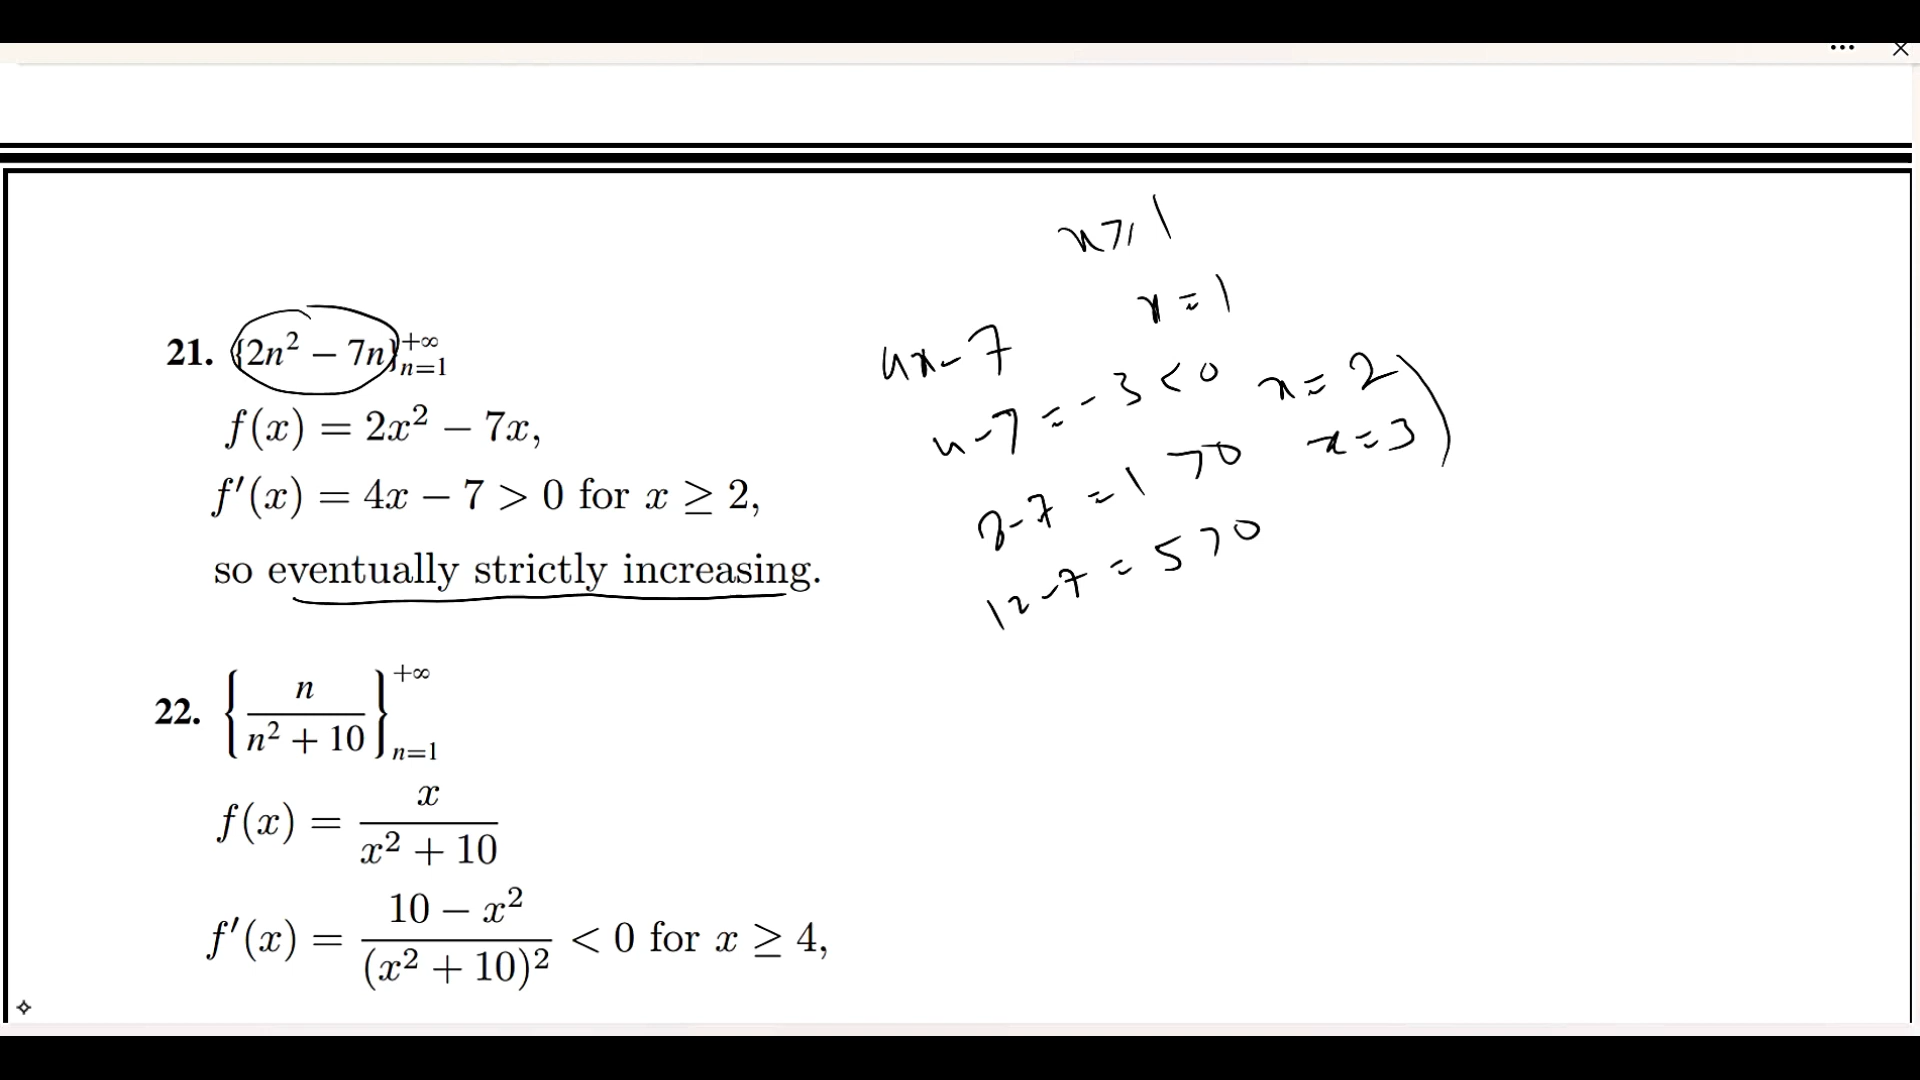 21. {2n² − 7n}⁺∞ₙ₌₁
f(x) = 2x² − 7x,
f′(x) = 4x − 7 > 0 for x ≥ 2,
so eventually strictly increasing.
22. {n/(n² + 10)}⁺∞ₙ₌₁
f(x) = x/(x² + 10)
f′(x) = (10 − x²)/(x² + 10)² < 0 for x ≥ 4,
x ≥ 1
x = 1
4x − 7
4 − 7 = − 3 < 0
x = 2
x = 3
8 − 7 = 1 > 0
12 − 7 = 5 > 0